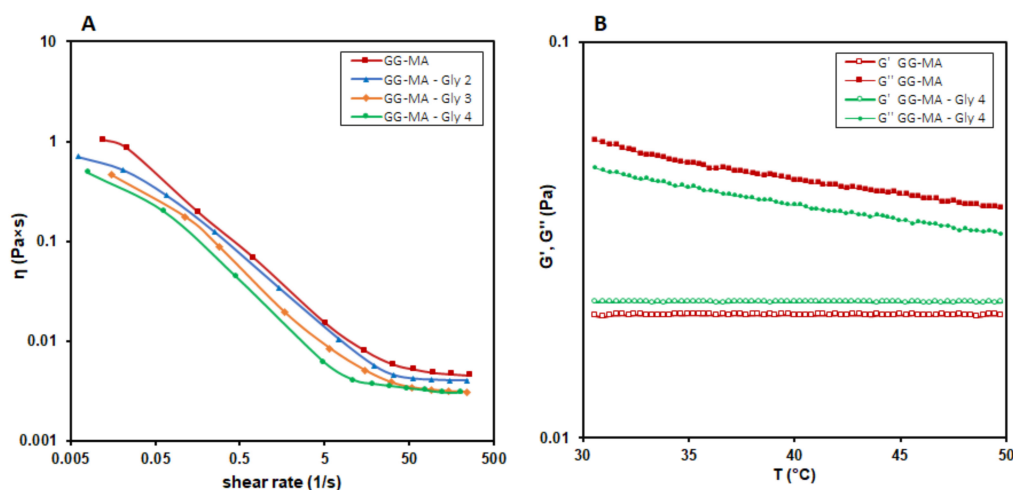 A
10
1
0.1
0.01
0.001
0.005 0.05 0.5 5 50 500
η (Pa×s)
shear rate (1/s)
GG-MA
GG-MA - Gly 2
GG-MA - Gly 3
GG-MA - Gly 4
B
0.1
0.01
30 35 40 45 50
G', G'' (Pa)
T (°C)
G' GG-MA
G'' GG-MA
G' GG-MA - Gly 4
G'' GG-MA - Gly 4